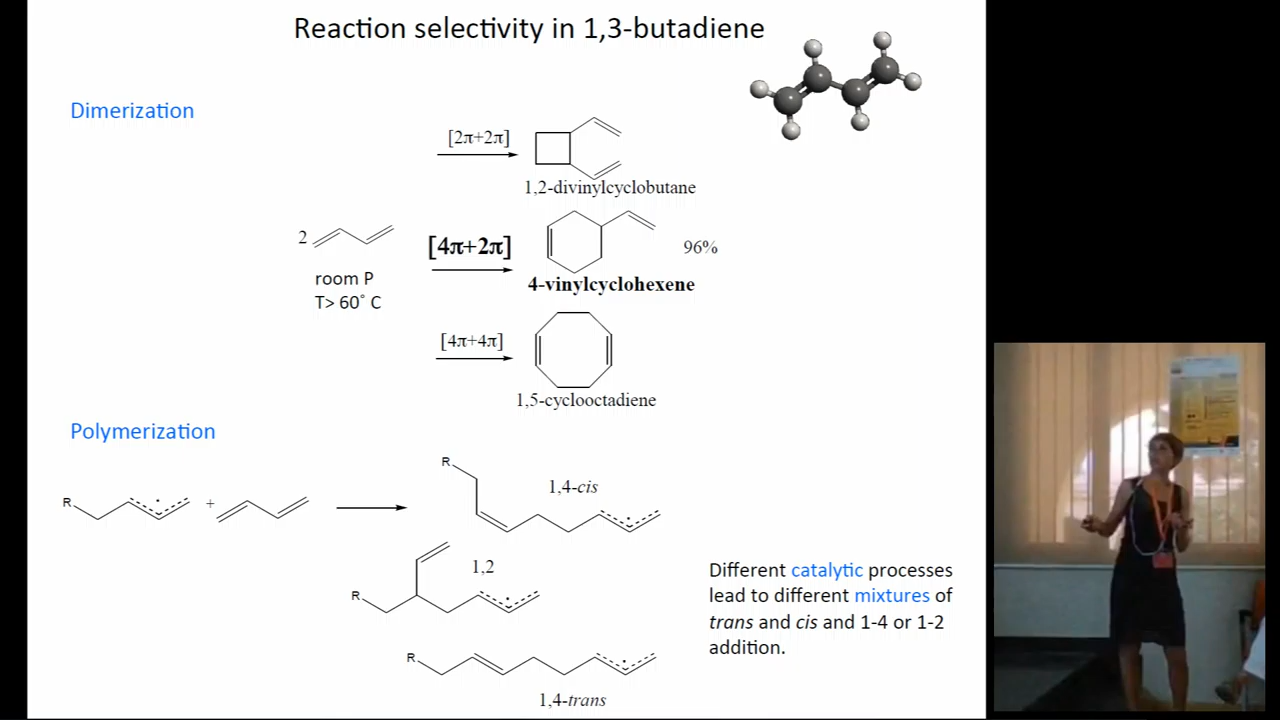 Reaction selectivity in 1,3-butadiene
Dimerization
[2π+2π]
1,2-divinylcyclobutane
2
[4π+2π]
96%
room P
T> 60° C
4-vinylcyclohexene
[4π+4π]
1,5-cyclooctadiene
Polymerization
R
+
R
1,4-cis
1,2
R
R
1,4-trans
Different catalytic processes
lead to different mixtures of
trans and cis and 1-4 or 1-2
addition.